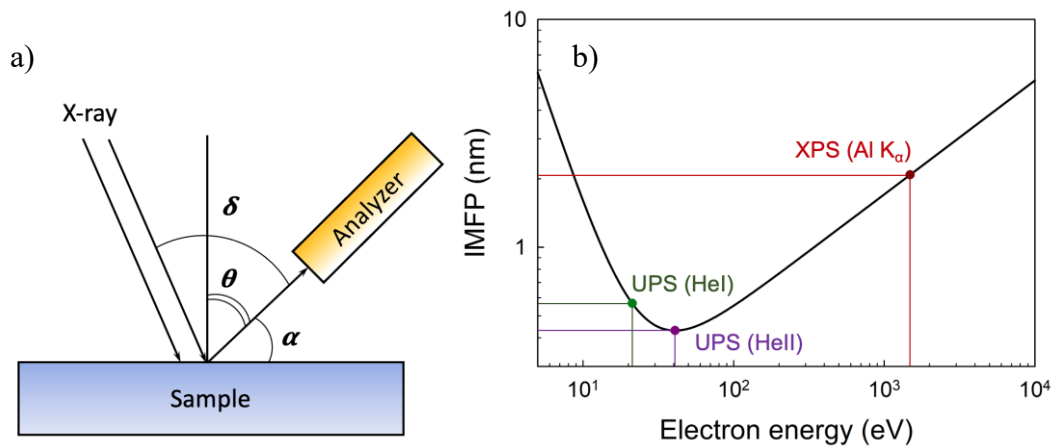 a)
X-ray
δ
θ
α
Analyzer
Sample
b)
10
1
IMFP (nm)
XPS (Al Kα)
UPS (HeI)
UPS (HeII)
10¹
10²
10³
10⁴
Electron energy (eV)